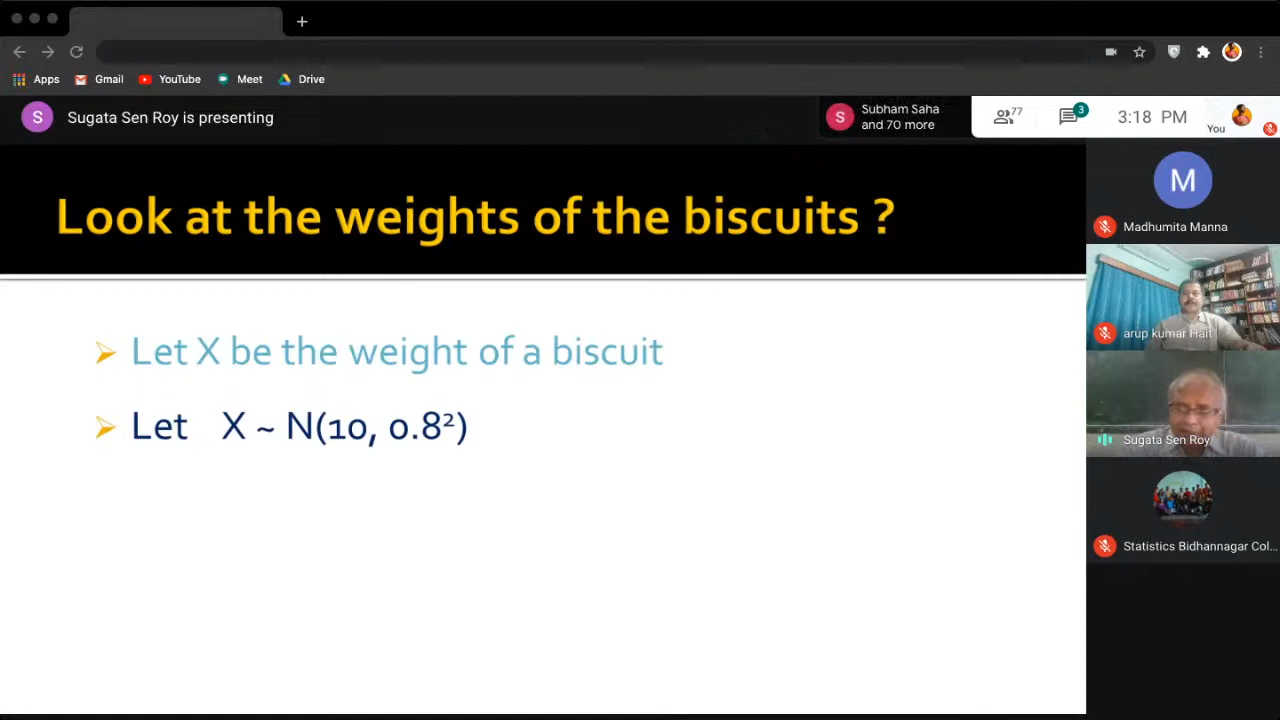 +
Apps Gmail YouTube Meet Drive
S Sugata Sen Roy is presenting
S Subham Saha
and 70 more
77 3 3:18 PM
You
Look at the weights of the biscuits ?
Let X be the weight of a biscuit
Let X ~ N(10, 0.8²)
M
Madhumita Manna
arup kumar Hait
Sugata Sen Roy
Statistics Bidhannagar Col...